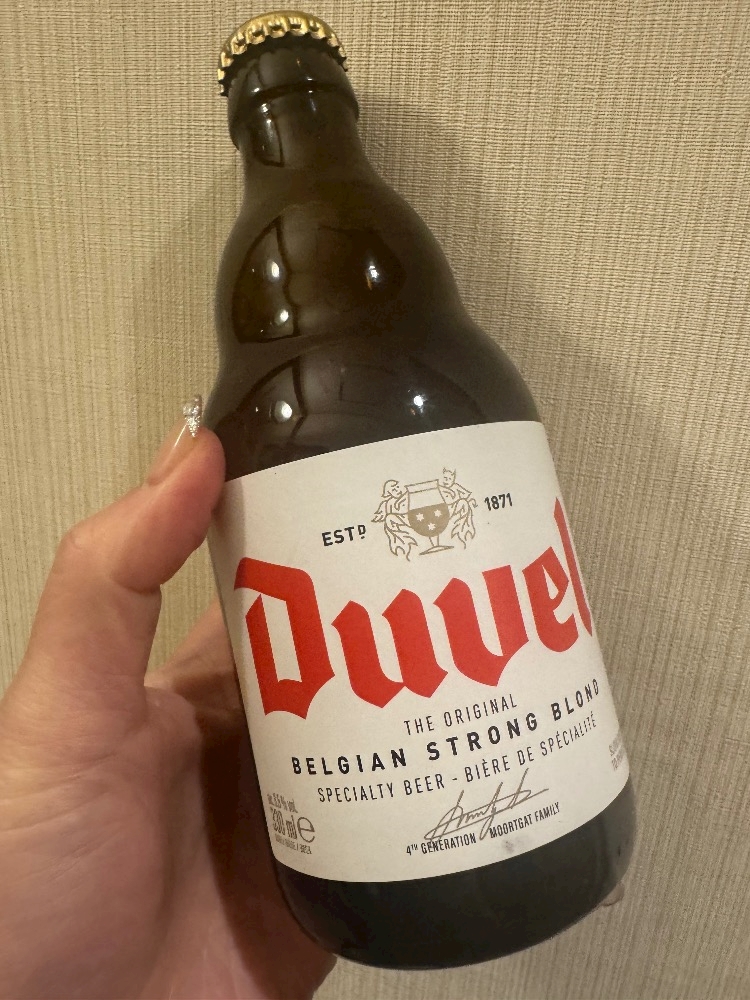 ESTD 1871
Duvel
THE ORIGINAL
BELGIAN STRONG BLOND
SPECIALTY BEER - BIÈRE DE SPÉCIALITÉ
4TH GENERATION MOORTGAT FAMILY
330 ml e